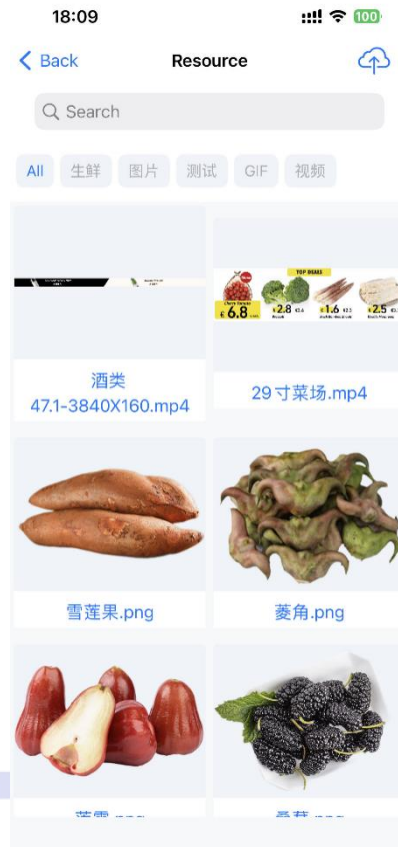 18:09
100
Back
Resource
Search
All
生鲜
图片
测试
GIF
视频
TOP DEALS
£ 6.8
2.8
1.6
2.5
酒类
47.1-3840X160.mp4
29寸菜场.mp4
雪莲果.png
菱角.png